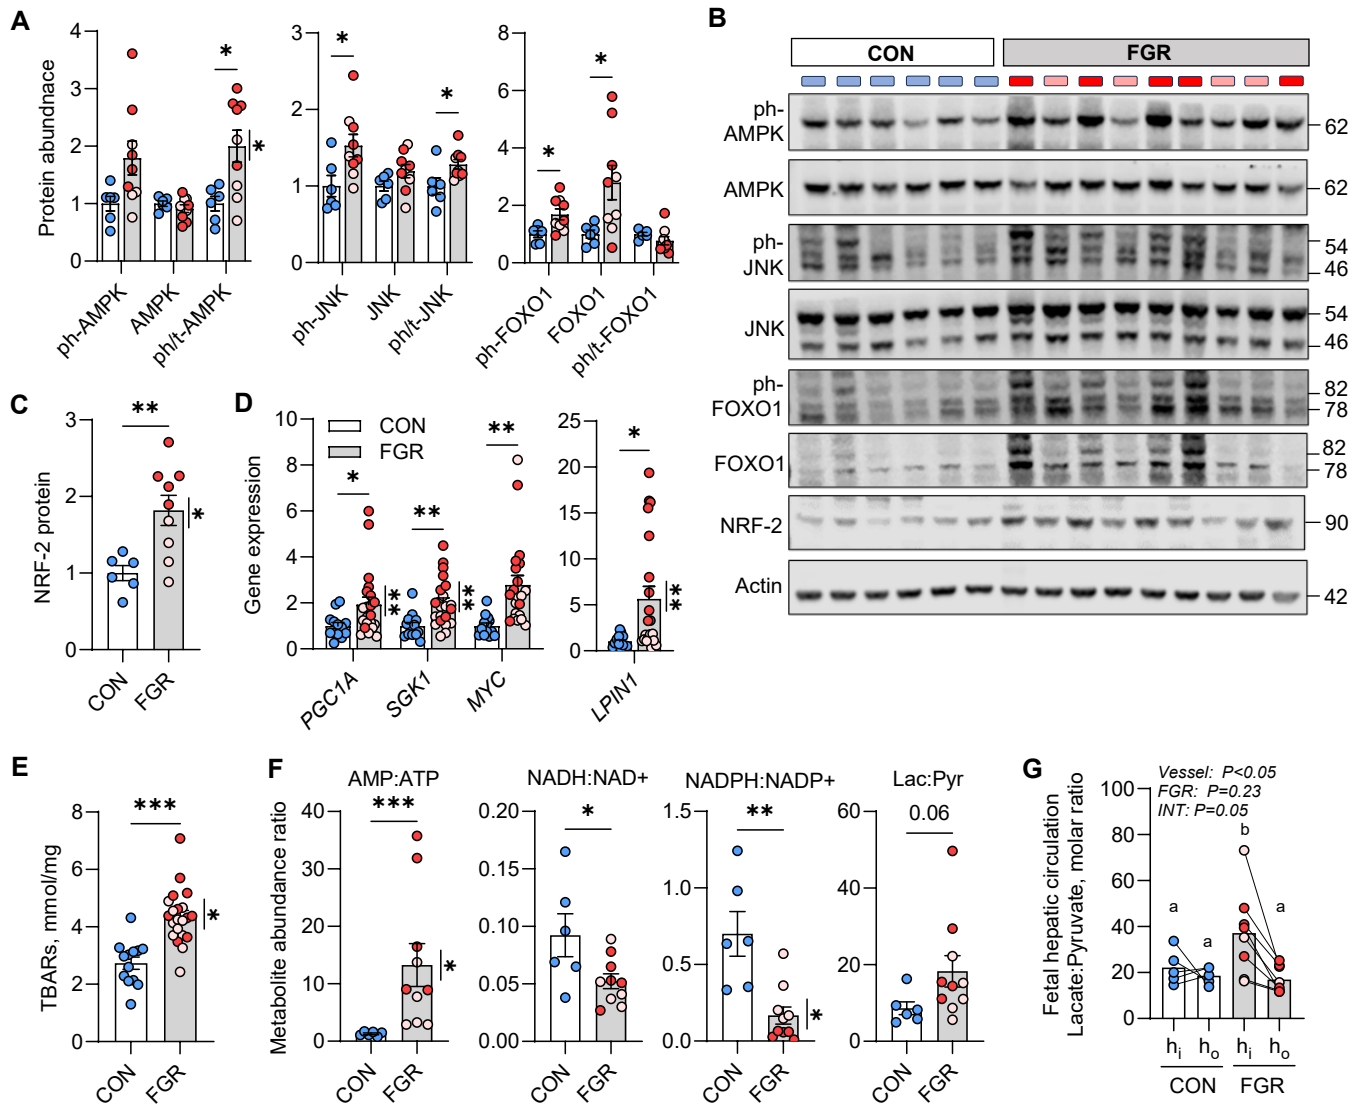 A
Protein abundnace
4
3
2
1
0
*
*
ph-AMPK
AMPK
ph/t-AMPK
3
2
1
0
*
*
ph-JNK
JNK
ph/t-JNK
8
6
4
2
0
*
*
ph-FOXO1
FOXO1
ph/t-FOXO1
B
CON
FGR
ph-
AMPK
62
AMPK
62
ph-
JNK
54
46
JNK
54
46
ph-
FOXO1
82
78
FOXO1
82
78
NRF-2
90
Actin
42
C
NRF-2 protein
3
2
1
0
**
*
CON
FGR
D
Gene expression
10
8
6
4
2
0
CON
FGR
*
**
**
**
**
PGC1A
SGK1
MYC
25
20
15
10
5
0
*
**
LPIN1
E
TBARs, mmol/mg
8
6
4
2
0
***
*
CON
FGR
F
Metabolite abundance ratio
AMP:ATP
40
30
20
10
0
***
*
CON
FGR
NADH:NAD+
0.20
0.15
0.10
0.05
0.00
*
CON
FGR
NADPH:NADP+
1.5
1.0
0.5
0.0
**
*
CON
FGR
Lac:Pyr
60
40
20
0
0.06
CON
FGR
G
Fetal hepatic circulation
Lacate:Pyruvate, molar ratio
Vessel: P<0.05
FGR: P=0.23
INT: P=0.05
100
80
60
40
20
0
a
a
b
a
hi ho hi ho
CON FGR